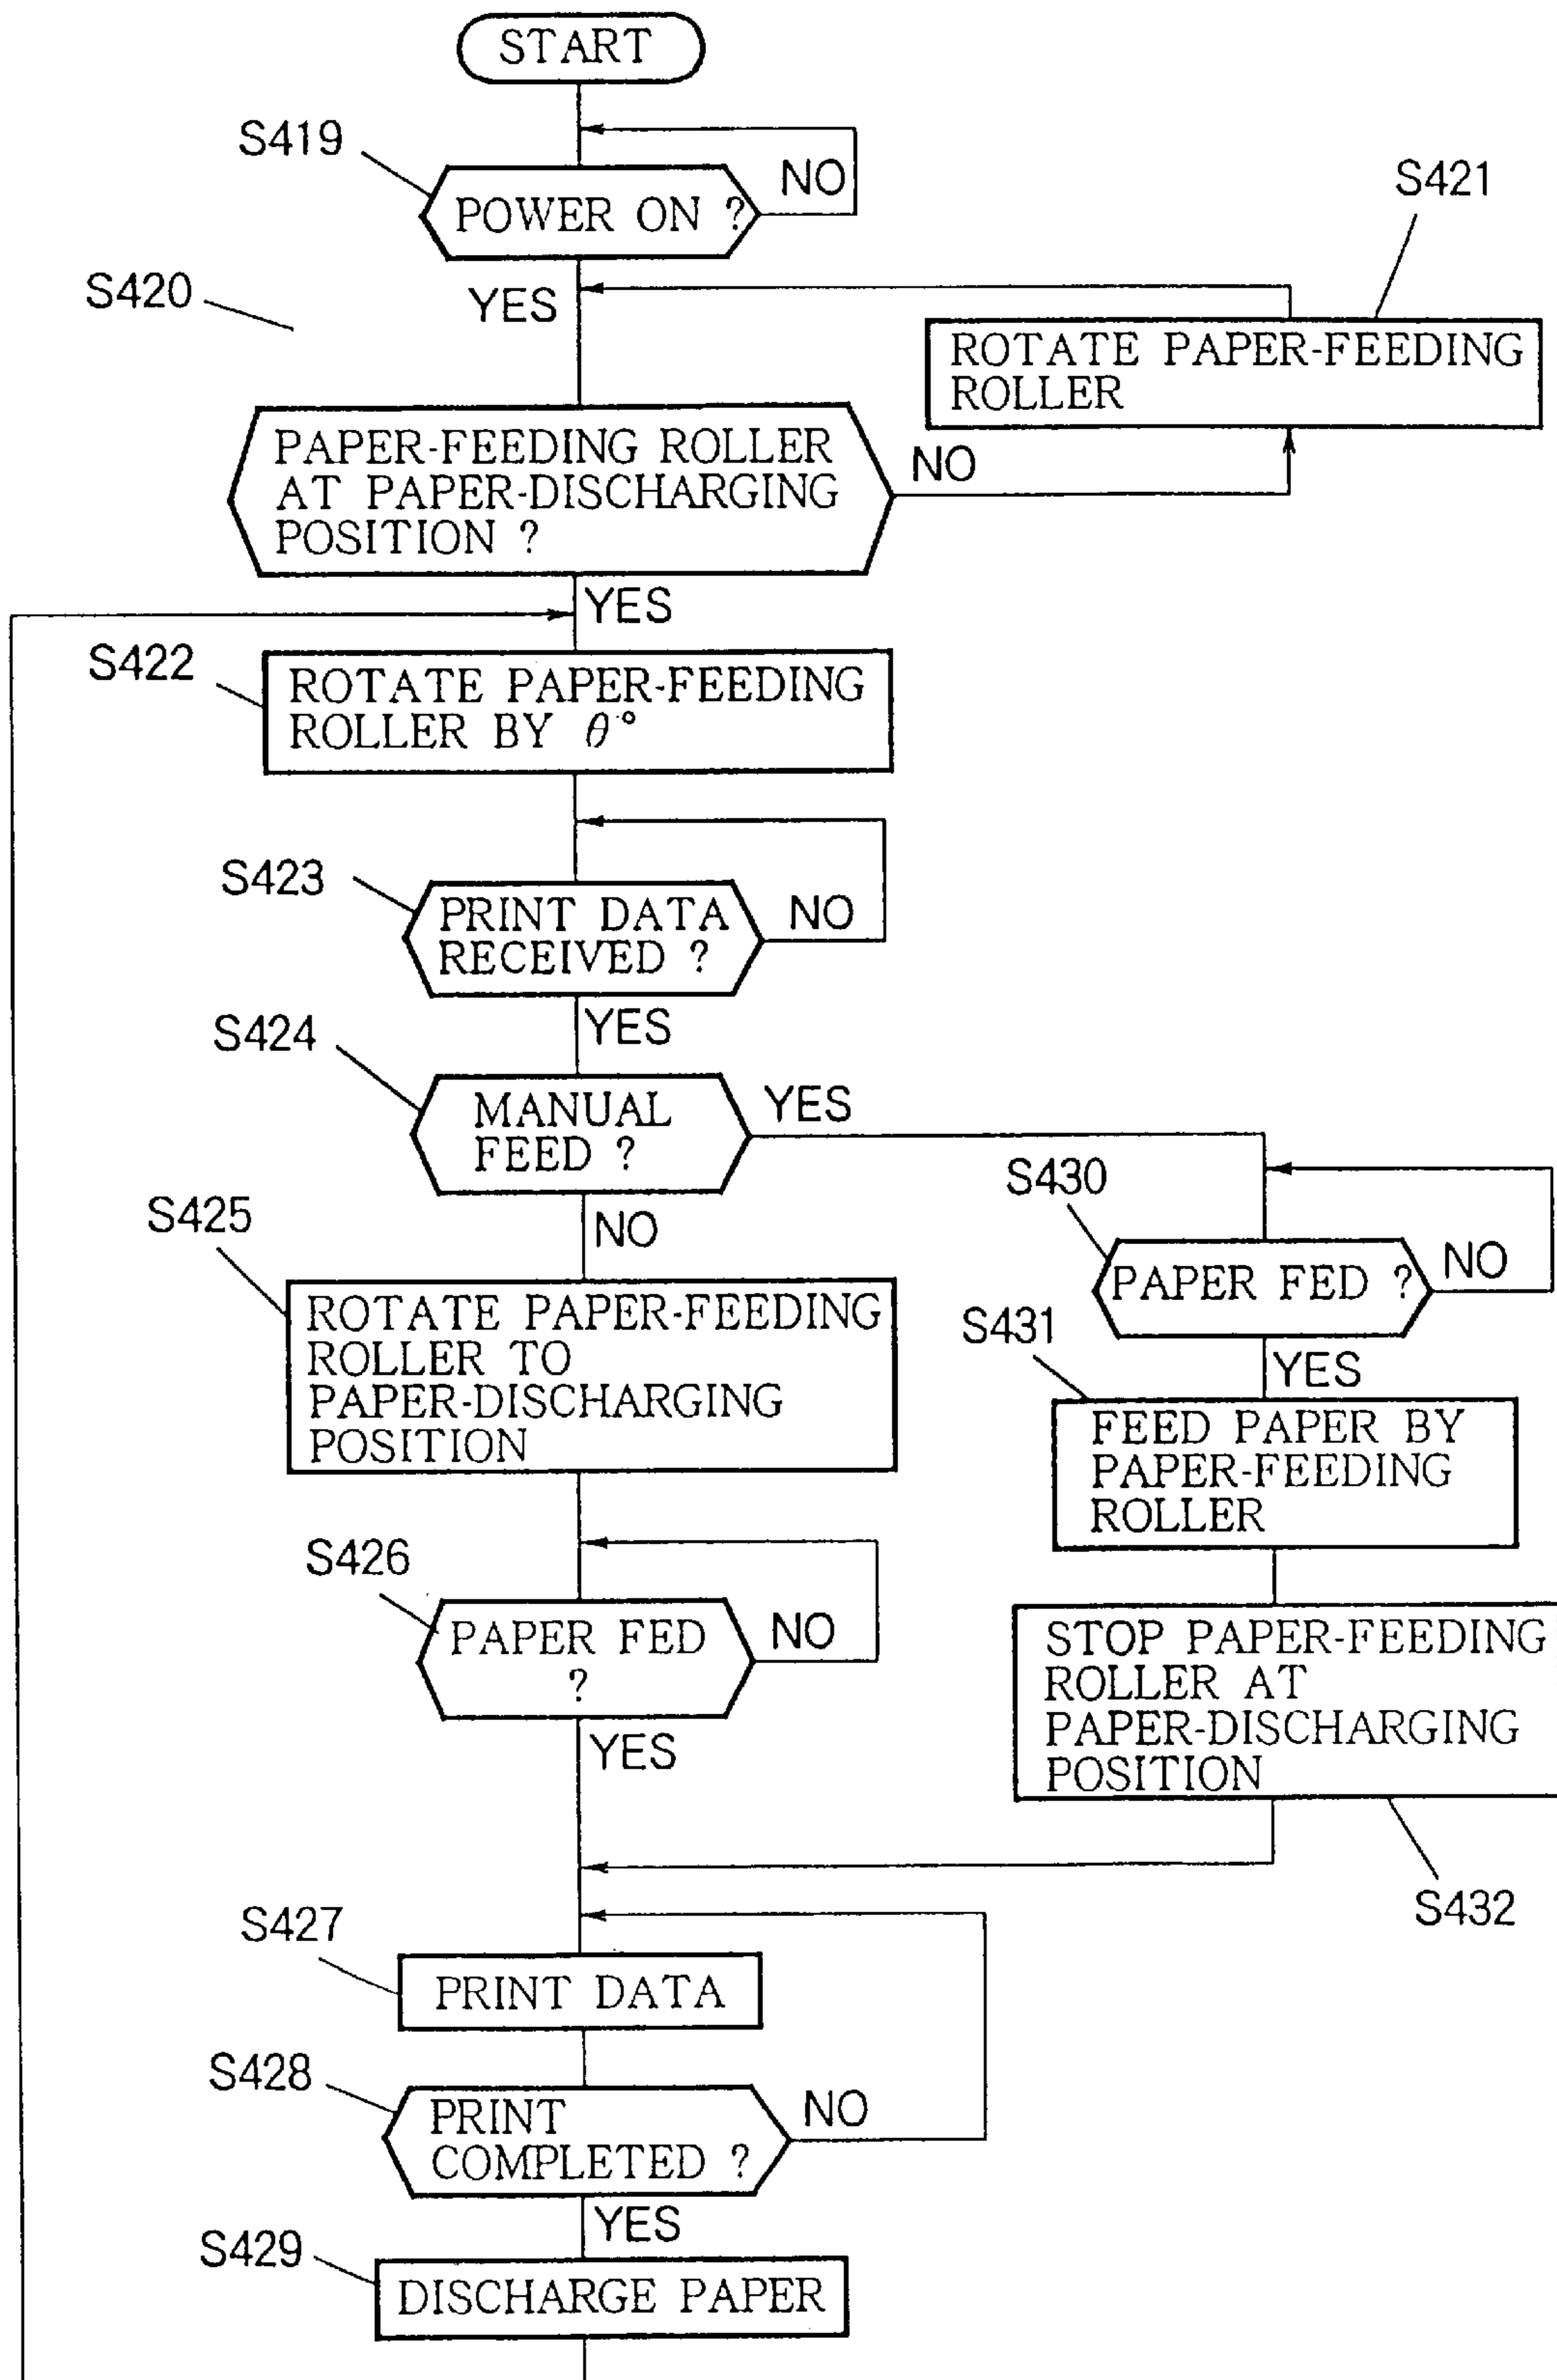 START
S419
NO
POWER ON ?
S421
S420
YES
ROTATE PAPER-FEEDING
ROLLER
PAPER-FEEDING ROLLER
AT PAPER-DISCHARGING
POSITION ?
NO
YES
S422
ROTATE PAPER-FEEDING
ROLLER BY θ°
S423
PRINT DATA
RECEIVED ?
NO
YES
S424
MANUAL
FEED ?
YES
S430
S425
NO
PAPER FED ?
NO
ROTATE PAPER-FEEDING
ROLLER TO
PAPER-DISCHARGING
POSITION
S431
YES
FEED PAPER BY
PAPER-FEEDING
ROLLER
S426
PAPER FED
?
NO
YES
STOP PAPER-FEEDING
ROLLER AT
PAPER-DISCHARGING
POSITION
S432
S427
PRINT DATA
S428
PRINT
COMPLETED ?
NO
YES
S429
DISCHARGE PAPER